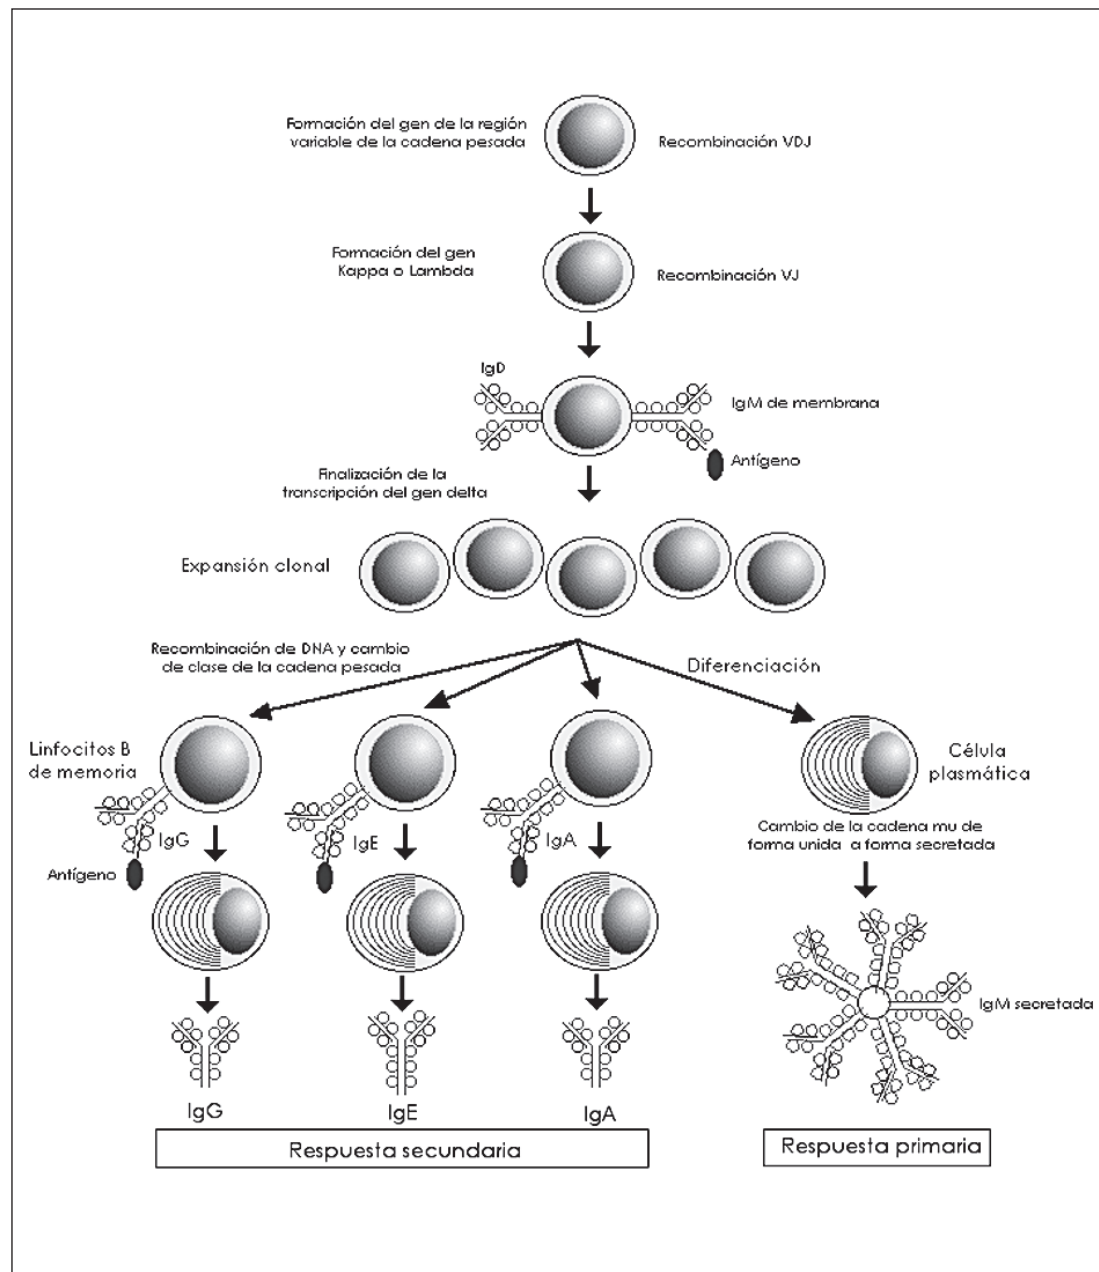 Formación del gen de la región
variable de la cadena pesada
Recombinación VDJ
Formación del gen
Kappa o Lambda
Recombinación VJ
IgD
IgM de membrana
Antígeno
Finalización de la
transcripción del gen delta
Expansión clonal
Recombinación de DNA y cambio
de clase de la cadena pesada
Diferenciación
Linfocitos B
de memoria
Célula
plasmática
IgG
IgE
IgA
Cambio de la cadena mu de
forma unida a forma secretada
Antígeno
IgM secretada
IgG
IgE
IgA
Respuesta secundaria
Respuesta primaria